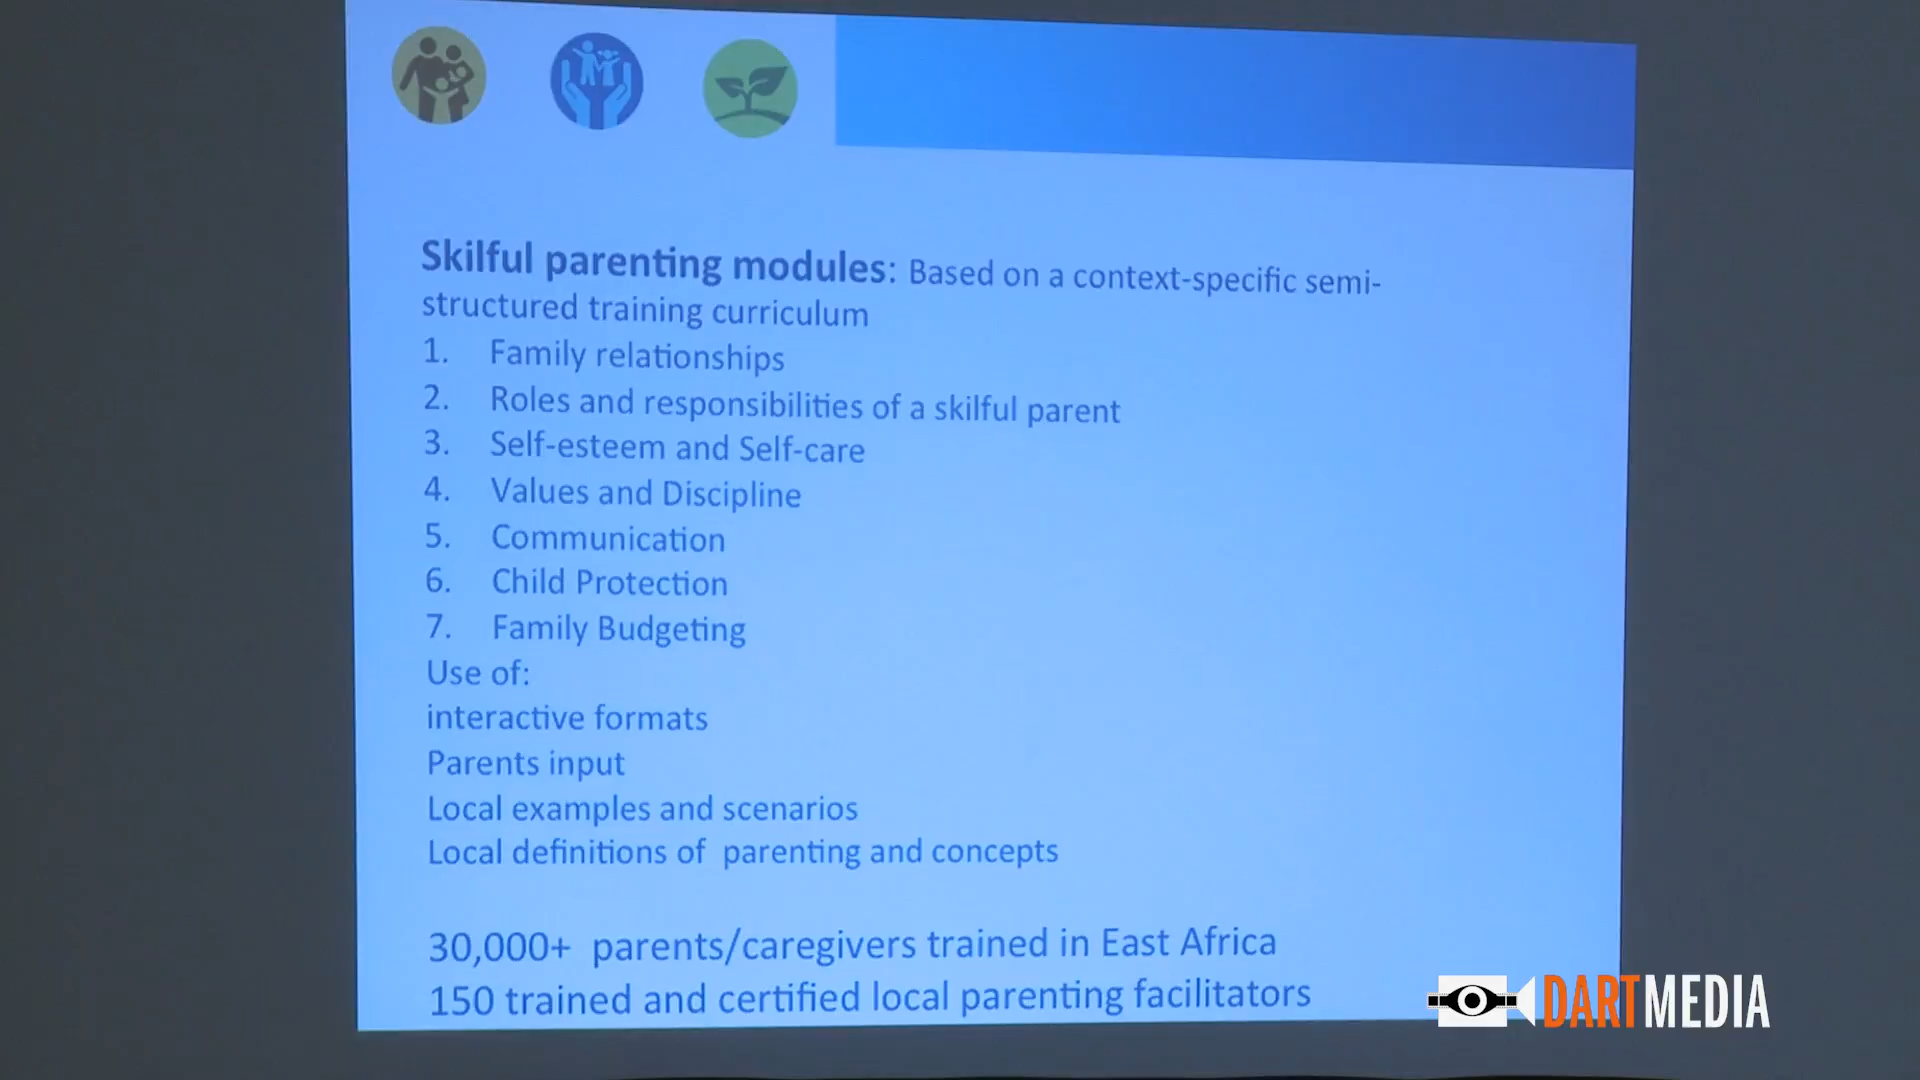 Skilful parenting modules: Based on a context-specific semi-
structured training curriculum
1. Family relationships
2. Roles and responsibilities of a skilful parent
3. Self-esteem and Self-care
4. Values and Discipline
5. Communication
6. Child Protection
7. Family Budgeting
Use of:
interactive formats
Parents input
Local examples and scenarios
Local definitions of parenting and concepts
30,000+ parents/caregivers trained in East Africa
150 trained and certified local parenting facilitators
DARTMEDIA